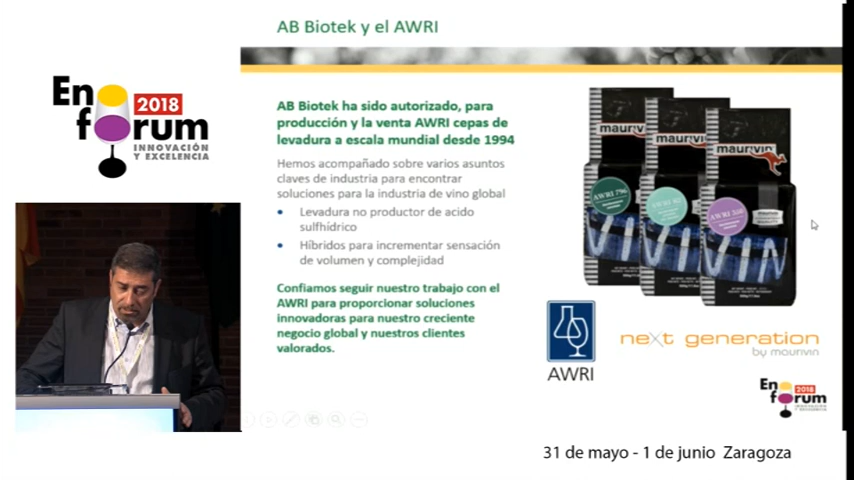 AB Biotek y el AWRI
Eno
2018
forum
INNOVACIÓN
Y EXCELENCIA
AB Biotek ha sido autorizado, para
producción y la venta AWRI cepas de
levadura a escala mundial desde 1994
Hemos acompañado sobre varios asuntos
claves de industria para encontrar
soluciones para la industria de vino global
• Levadura no productor de acido
sulfhídrico
• Híbridos para incrementar sensación
de volumen y complejidad
Confiamos seguir nuestro trabajo con el
AWRI para proporcionar soluciones
innovadoras para nuestro creciente
negocio global y nuestros clientes
valorados.
maurivin
maurivin
maurivin
AWRI 796
AWRI
AWRI
AWRI
next generation
by maurivin
Eno
2018
forum
INNOVACIÓN
Y EXCELENCIA
31 de mayo - 1 de junio Zaragoza